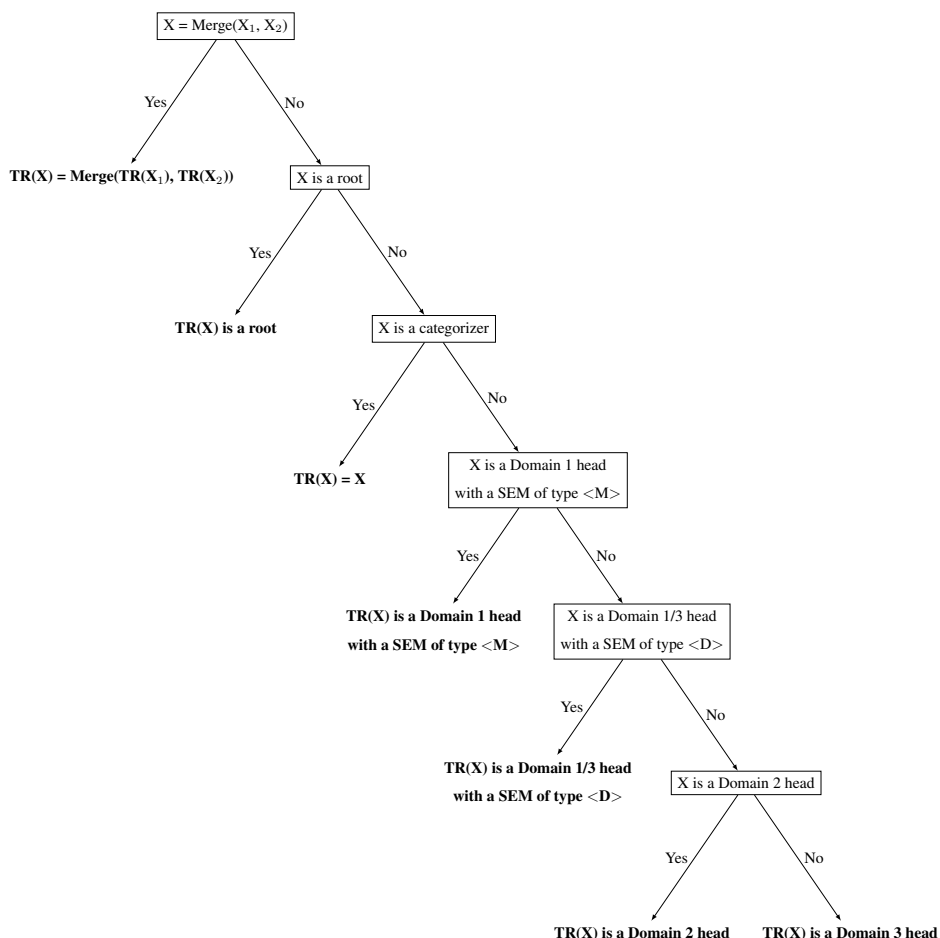 X = Merge(X₁, X₂)
Yes
No
TR(X) = Merge(TR(X₁), TR(X₂))
X is a root
Yes
No
TR(X) is a root
X is a categorizer
Yes
No
TR(X) = X
X is a Domain 1 head
with a SEM of type <M>
Yes
No
TR(X) is a Domain 1 head
with a SEM of type <M>
X is a Domain 1/3 head
with a SEM of type <D>
Yes
No
TR(X) is a Domain 1/3 head
with a SEM of type <D>
X is a Domain 2 head
Yes
No
TR(X) is a Domain 2 head
TR(X) is a Domain 3 head